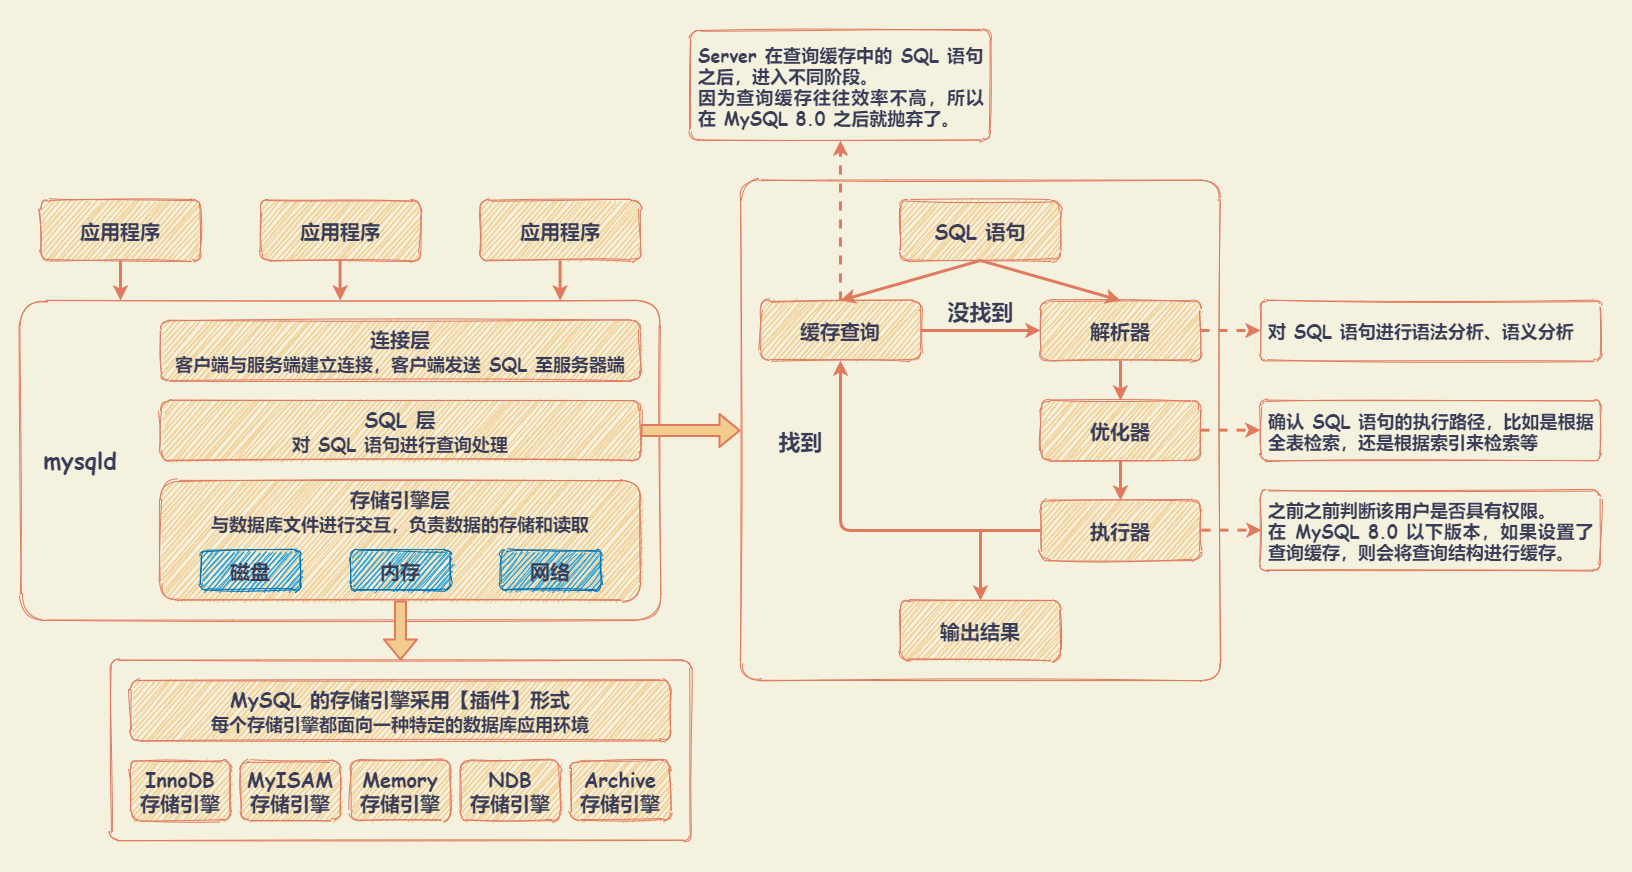 Server 在查询缓存中的 SQL 语句
之后，进入不同阶段。
因为查询缓存往往效率不高，所以
在 MySQL 8.0 之后就抛弃了。
应用程序
应用程序
应用程序
mysqld
连接层
客户端与服务端建立连接，客户端发送 SQL 至服务器端
SQL 层
对 SQL 语句进行查询处理
存储引擎层
与数据库文件进行交互，负责数据的存储和读取
磁盘
内存
网络
MySQL 的存储引擎采用【插件】形式
每个存储引擎都面向一种特定的数据库应用环境
InnoDB
存储引擎
MyISAM
存储引擎
Memory
存储引擎
NDB
存储引擎
Archive
存储引擎
SQL 语句
缓存查询
没找到
解析器
找到
优化器
执行器
输出结果
对 SQL 语句进行语法分析、语义分析
确认 SQL 语句的执行路径，比如是根据
全表检索，还是根据索引来检索等
之前之前判断该用户是否具有权限。
在 MySQL 8.0 以下版本，如果设置了
查询缓存，则会将查询结构进行缓存。